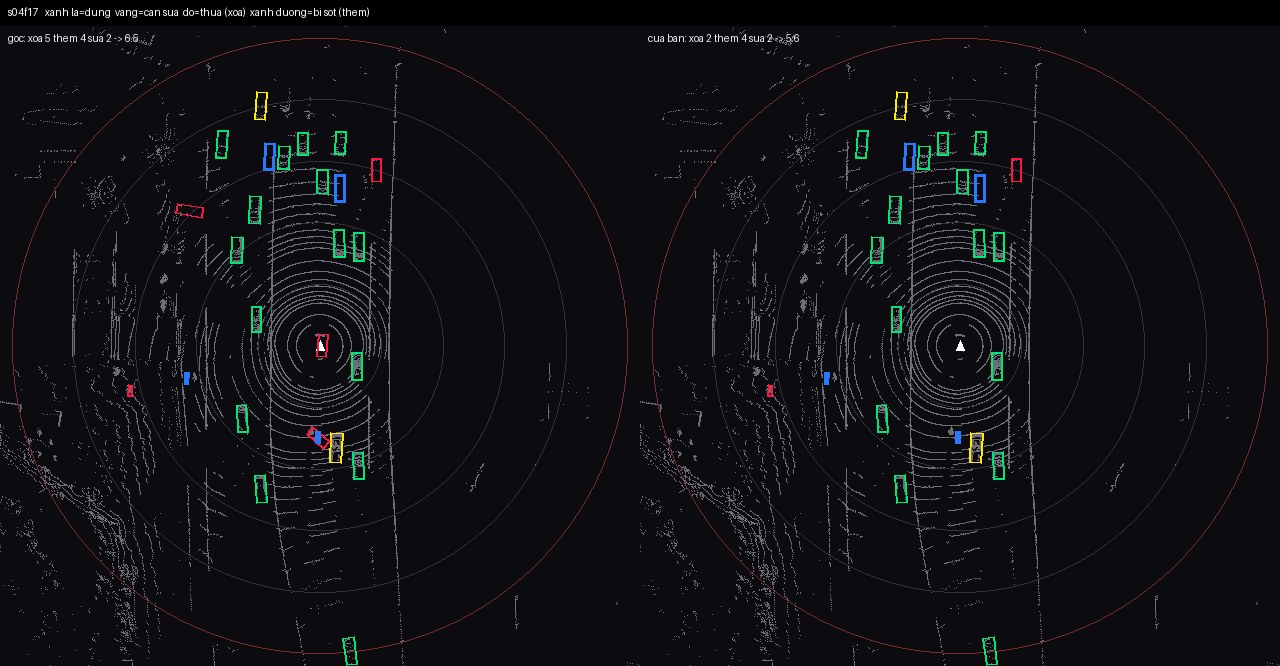 s04f17 xanh la=dung vang=can sua do=thua (xoa) xanh duong=bi sot (them)
goc: xoa 5 them 4 sua 2 -> 6.5
cua ban: xoa 2 them 4 sua 2 -> 5.6